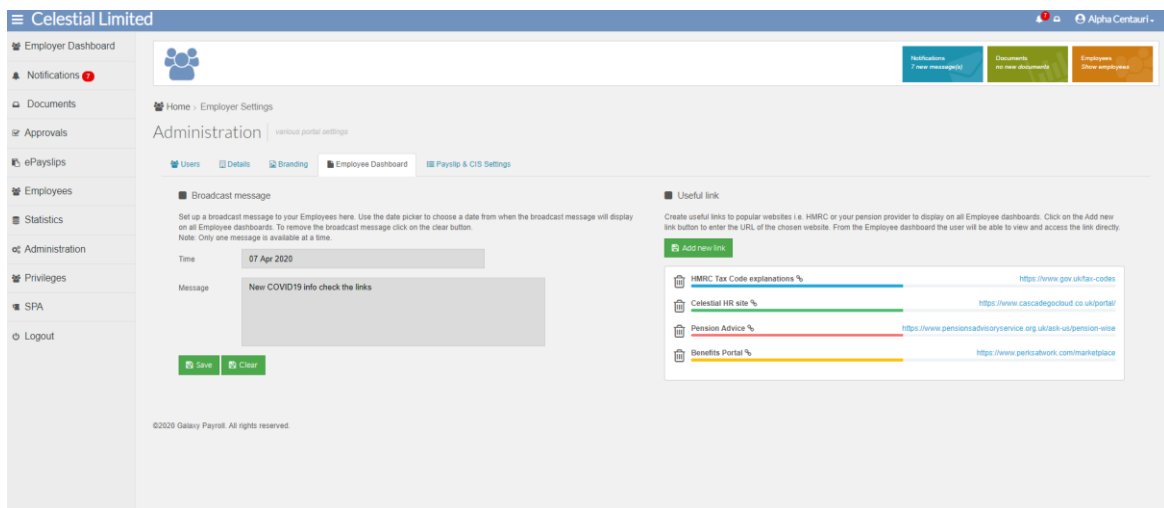 Celestial Limited
7
Alpha Centauri
Employer Dashboard
Notifications 7
Documents
Approvals
ePayslips
Employees
Statistics
Administration
Privileges
SPA
Logout
Notifications
7 new message(s)
Documents
no new documents
Employees
Show employees
Home › Employer Settings
Administration various portal settings
Users Details Branding Employee Dashboard Payslip & CIS Settings
Broadcast message
Set up a broadcast message to your Employees here. Use the date picker to choose a date from when the broadcast message will display
on all Employee dashboards. To remove the broadcast message click on the clear button.
Note: Only one message is available at a time.
Time 07 Apr 2020
Message New COVID19 info check the links
Save Clear
Useful link
Create useful links to popular websites i.e. HMRC or your pension provider to display on all Employee dashboards. Click on the Add new
link button to enter the URL of the chosen website. From the Employee dashboard the user will be able to view and access the link directly.
Add new link
HMRC Tax Code explanations https://www.gov.uk/tax-codes
Celestial HR site https://www.cascadegocloud.co.uk/portal/
Pension Advice https://www.pensionsadvisoryservice.org.uk/ask-us/pension-wise
Benefits Portal https://www.perksatwork.com/marketplace
©2020 Galaxy Payroll. All rights reserved.